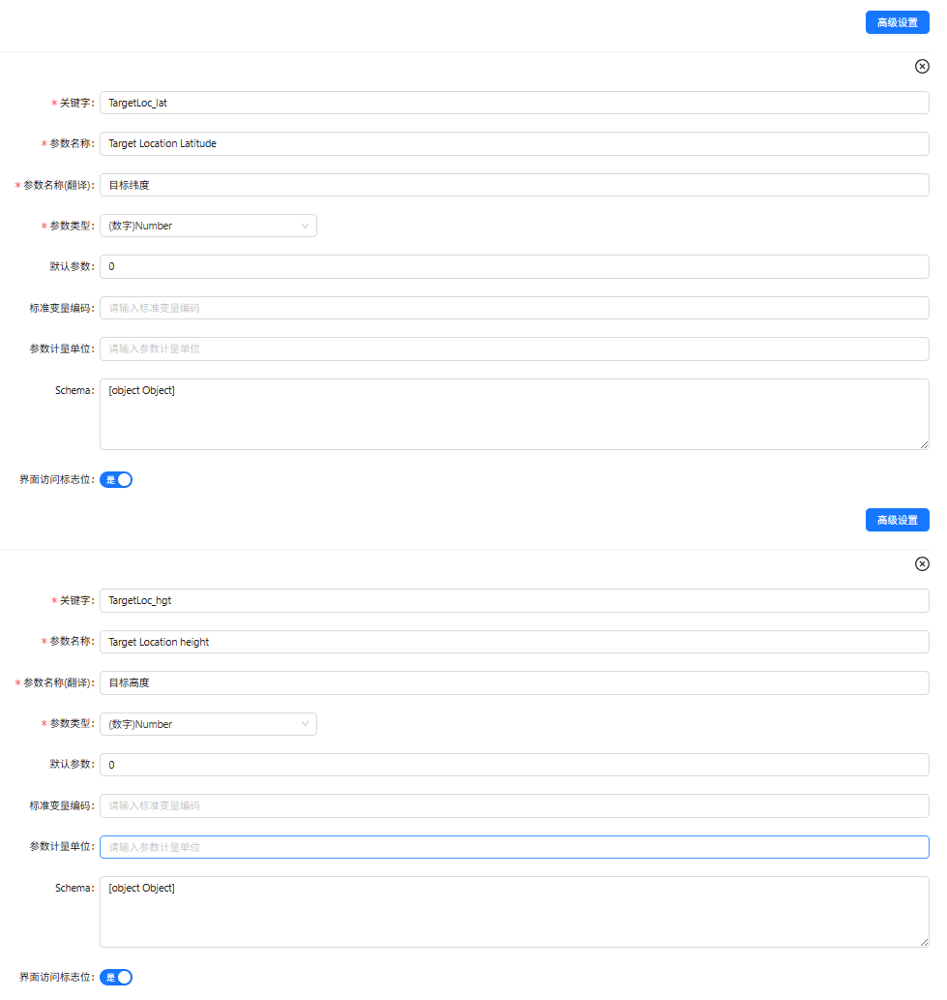 高级设置
* 关键字: TargetLoc_lat
* 参数名称: Target Location Latitude
* 参数名称(翻译): 目标纬度
* 参数类型: (数字)Number
默认参数: 0
标准变量编码: 请输入标准变量编码
参数计量单位: 请输入参数计量单位
Schema: [object Object]
界面访问标志位: 是
高级设置
* 关键字: TargetLoc_hgt
* 参数名称: Target Location height
* 参数名称(翻译): 目标高度
* 参数类型: (数字)Number
默认参数: 0
标准变量编码: 请输入标准变量编码
参数计量单位: 请输入参数计量单位
Schema: [object Object]
界面访问标志位: 是